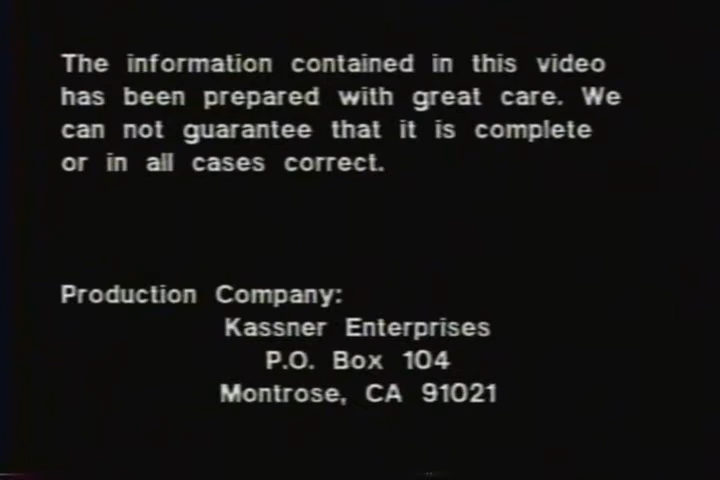 The information contained in this video
has been prepared with great care. We
can not guarantee that it is complete
or in all cases correct.
Production Company:
Kassner Enterprises
P.O. Box 104
Montrose, CA 91021